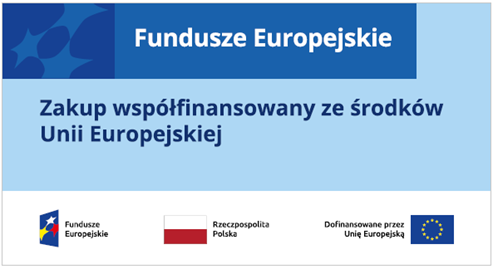 Fundusze Europejskie
Zakup współfinansowany ze środków
Unii Europejskiej
Fundusze
Europejskie
Rzeczpospolita
Polska
Dofinansowane przez
Unię Europejską